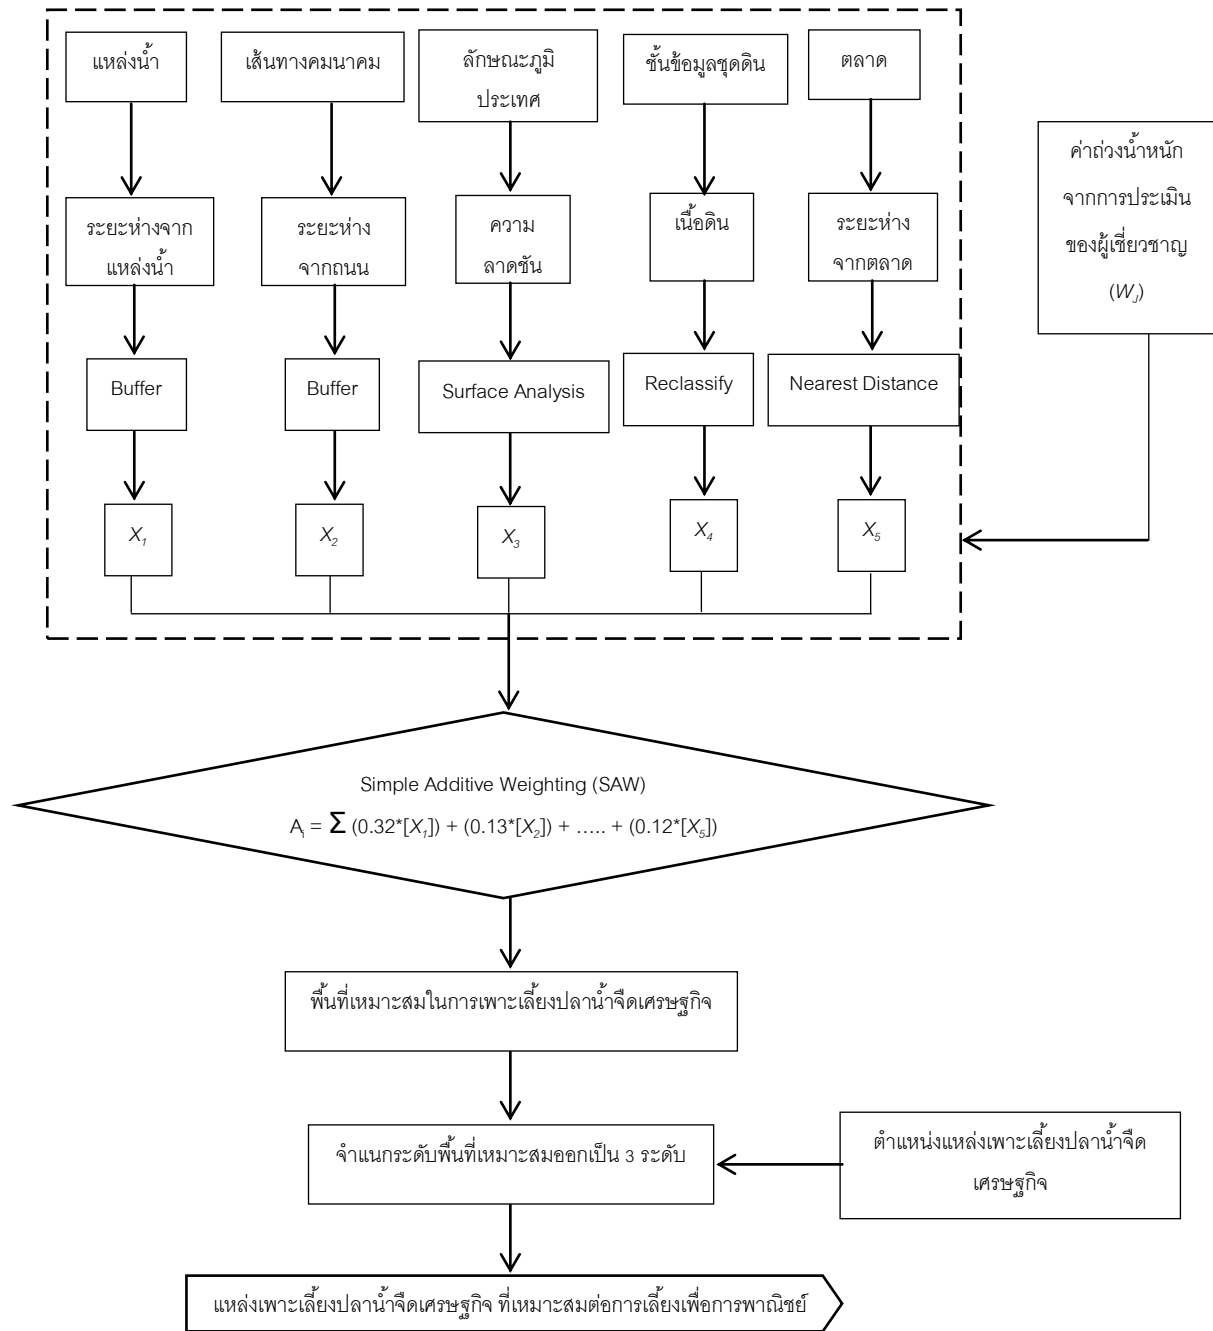 แหล่งน้ำ
เส้นทางคมนาคม
ลักษณะภูมิ
ประเทศ
ชั้นข้อมูลชุดดิน
ตลาด
ค่าถ่วงน้ำหนัก
จากการประเมิน
ของผู้เชี่ยวชาญ
(W_J)
ระยะห่างจาก
แหล่งน้ำ
ระยะห่าง
จากถนน
ความ
ลาดชัน
เนื้อดิน
ระยะห่าง
จากตลาด
Buffer
Buffer
Surface Analysis
Reclassify
Nearest Distance
X_1
X_2
X_3
X_4
X_5
Simple Additive Weighting (SAW)
A_i = Σ (0.32*[X_1]) + (0.13*[X_2]) + ..... + (0.12*[X_5])
พื้นที่เหมาะสมในการเพาะเลี้ยงปลาน้ำจืดเศรษฐกิจ
จำแนกระดับพื้นที่เหมาะสมออกเป็น 3 ระดับ
ตำแหน่งแหล่งเพาะเลี้ยงปลาน้ำจืด
เศรษฐกิจ
แหล่งเพาะเลี้ยงปลาน้ำจืดเศรษฐกิจ ที่เหมาะสมต่อการเลี้ยงเพื่อการพาณิชย์